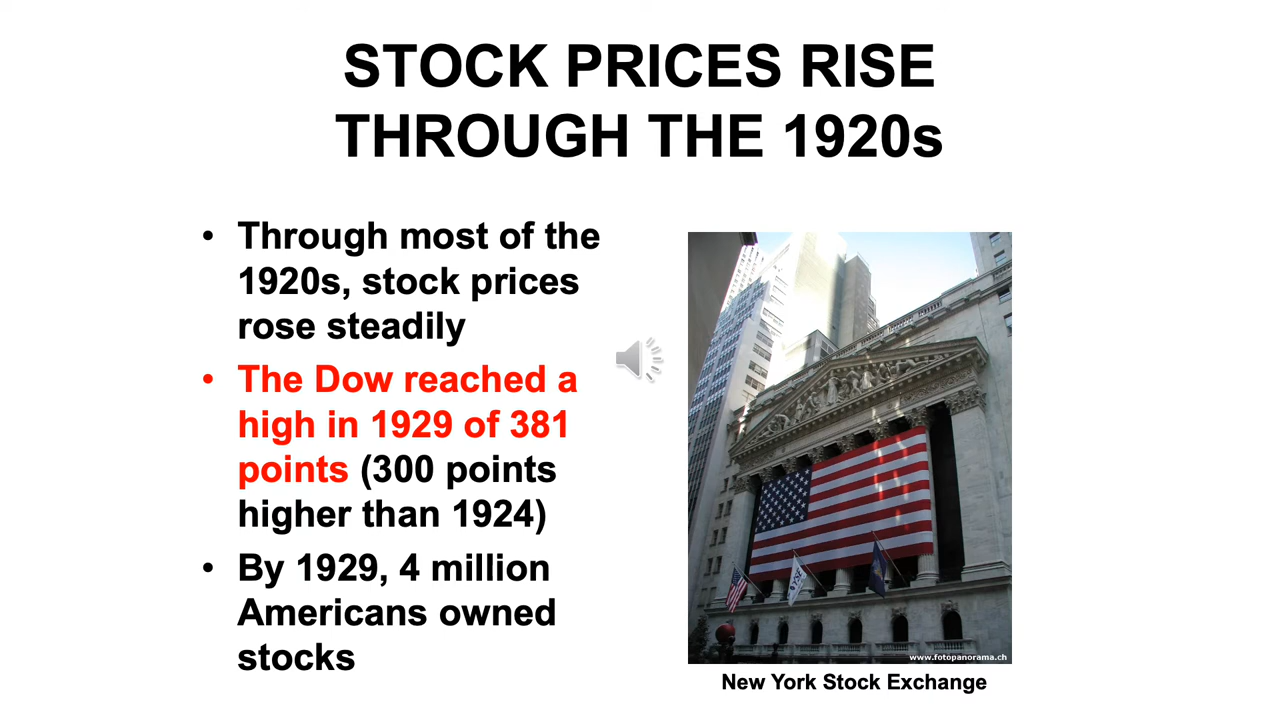 STOCK PRICES RISE
THROUGH THE 1920s
• Through most of the
1920s, stock prices
rose steadily
• The Dow reached a
high in 1929 of 381
points (300 points
higher than 1924)
• By 1929, 4 million
Americans owned
stocks
www.fotopanorama.ch
New York Stock Exchange